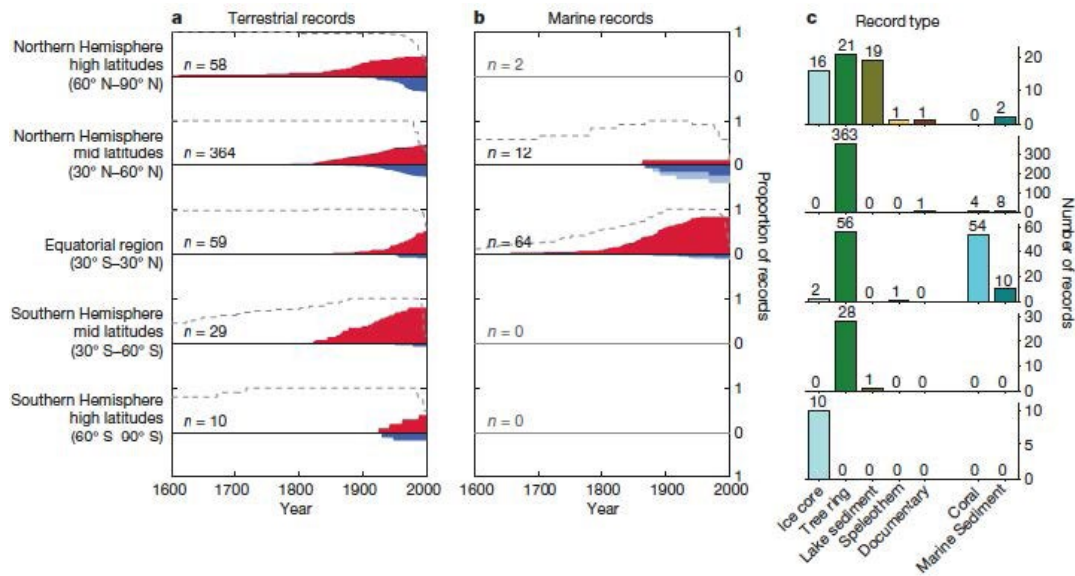 a Terrestrial records
b Marine records
c Record type
Northern Hemisphere
high latitudes
(60° N–90° N)
n = 58
n = 2
1
0
16
21
19
1
1
0
2
20
10
0
Northern Hemisphere
mid latitudes
(30° N–60° N)
n = 364
n = 12
1
0
0
363
0
0
1
4
8
300
200
100
0
Equatorial region
(30° S–30° N)
n = 59
n = 64
1
0
2
56
0
1
0
54
10
60
40
20
0
Southern Hemisphere
mid latitudes
(30° S–60° S)
n = 29
n = 0
1
0
0
28
1
0
0
0
0
30
20
10
0
Southern Hemisphere
high latitudes
(60° S 90° S)
n = 10
n = 0
1
0
1
10
0
0
0
0
0
0
10
5
0
Proportion of records
Number of records
1600 1700 1800 1900 2000
Year
1600 1700 1800 1900 2000
Year
Ice core
Tree ring
Lake sediment
Speleothem
Documentary
Coral
Marine Sediment